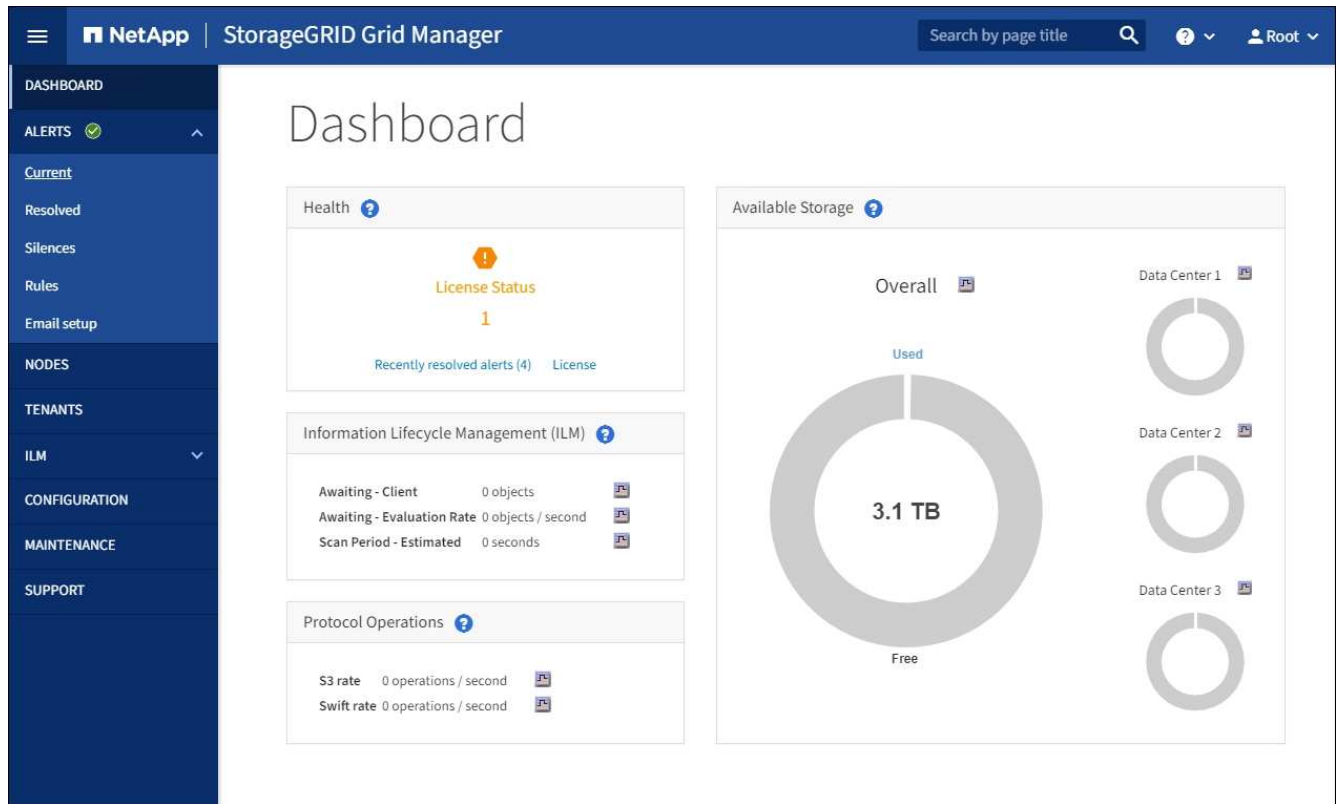 NetApp | StorageGRID Grid Manager
Search by page title
Root
DASHBOARD
ALERTS
Current
Resolved
Silences
Rules
Email setup
NODES
TENANTS
ILM
CONFIGURATION
MAINTENANCE
SUPPORT
Dashboard
Health
License Status
1
Recently resolved alerts (4) License
Information Lifecycle Management (ILM)
Awaiting - Client 0 objects
Awaiting - Evaluation Rate 0 objects / second
Scan Period - Estimated 0 seconds
Protocol Operations
S3 rate 0 operations / second
Swift rate 0 operations / second
Available Storage
Overall
Used
3.1 TB
Free
Data Center 1
Data Center 2
Data Center 3